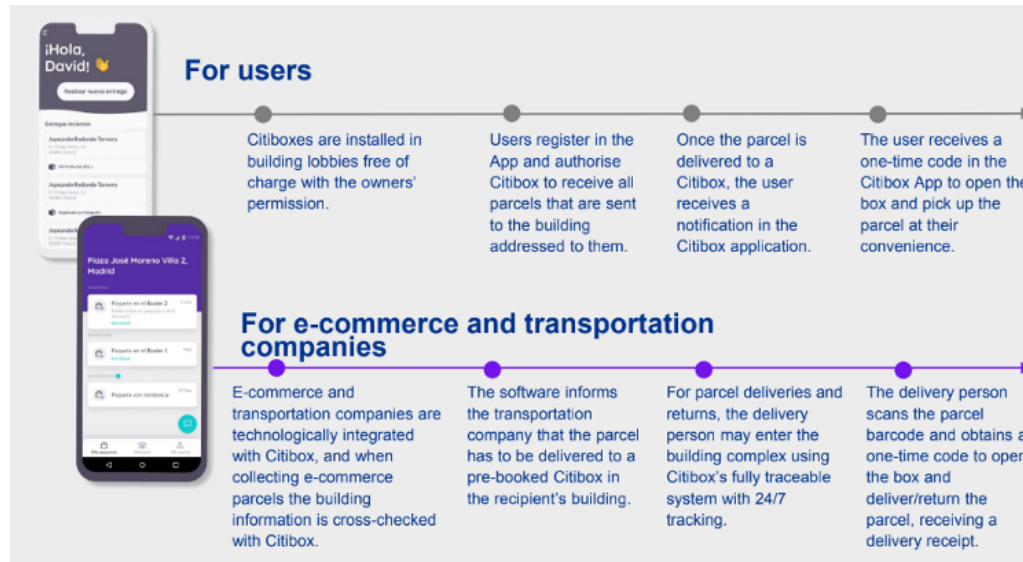 ¡Hola,
David! 👋
Realizar nueva entrega
Entregas recientes
For users
Citiboxes are installed in
building lobbies free of
charge with the owners'
permission.
Users register in the
App and authorise
Citibox to receive all
parcels that are sent
to the building
addressed to them.
Once the parcel is
delivered to a
Citibox, the user
receives a
notification in the
Citibox application.
The user receives a
one-time code in the
Citibox App to open the
box and pick up the
parcel at their
convenience.
Plaza José Moreno Villa 2,
Madrid
Paquete en el Buzón 2
Paquete en el Buzón 1
Paquete con incidencia
For e-commerce and transportation
companies
E-commerce and
transportation companies are
technologically integrated
with Citibox, and when
collecting e-commerce
parcels the building
information is cross-checked
with Citibox.
The software informs
the transportation
company that the parcel
has to be delivered to a
pre-booked Citibox in
the recipient's building.
For parcel deliveries and
returns, the delivery
person may enter the
building complex using
Citibox's fully traceable
system with 24/7
tracking.
The delivery person
scans the parcel
barcode and obtains a
one-time code to open
the box and
deliver/return the
parcel, receiving a
delivery receipt.